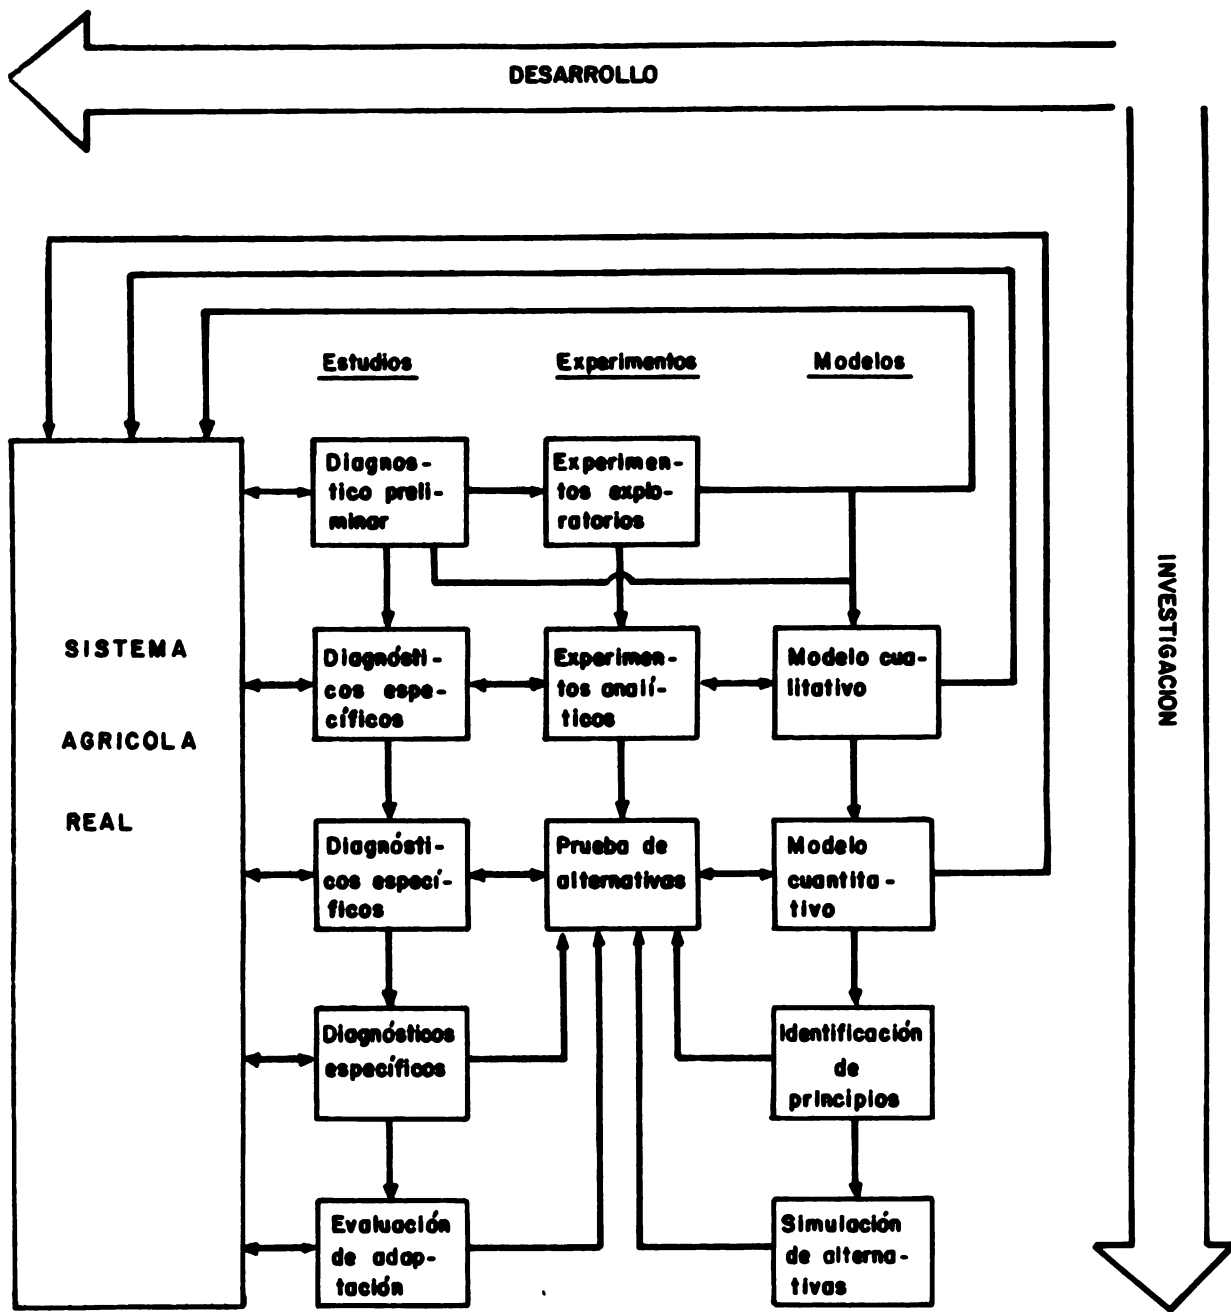 DESARROLLO
INVESTIGACION
Estudios
Experimentos
Modelos
SISTEMA
AGRICOLA
REAL
Diagnos-
tico preli-
minar
Experimen-
tos explo-
ratorios
Diagnósti-
cos espe-
cíficos
Experimen-
tos analí-
ticos
Modelo cua-
litativo
Diagnósti-
cos especí-
ficos
Prueba de
alternativas
Modelo
cuantita-
tivo
Diagnósticos
específicos
Identificación
de
principios
Evaluación
de adap-
tación
Simulación
de alterna-
tivas